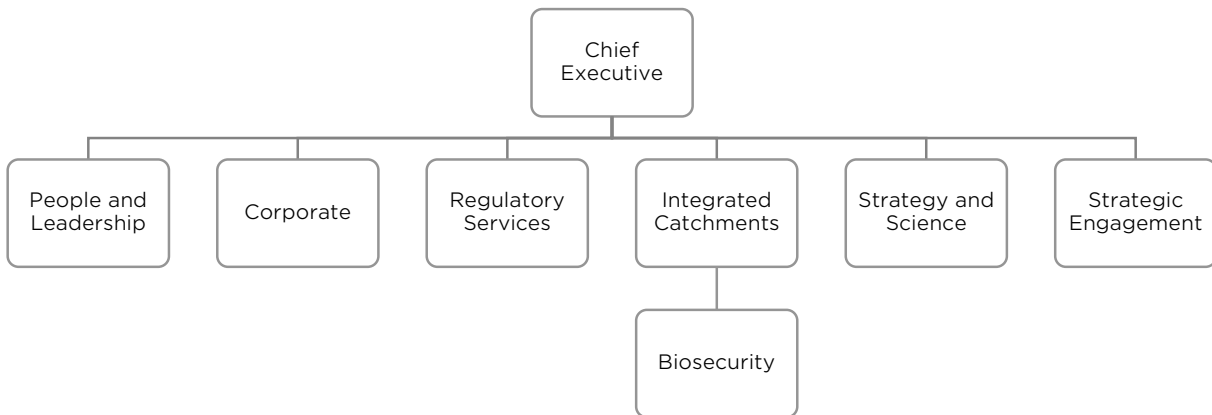 Chief
Executive
People and
Leadership
Corporate
Regulatory
Services
Integrated
Catchments
Strategy and
Science
Strategic
Engagement
Biosecurity